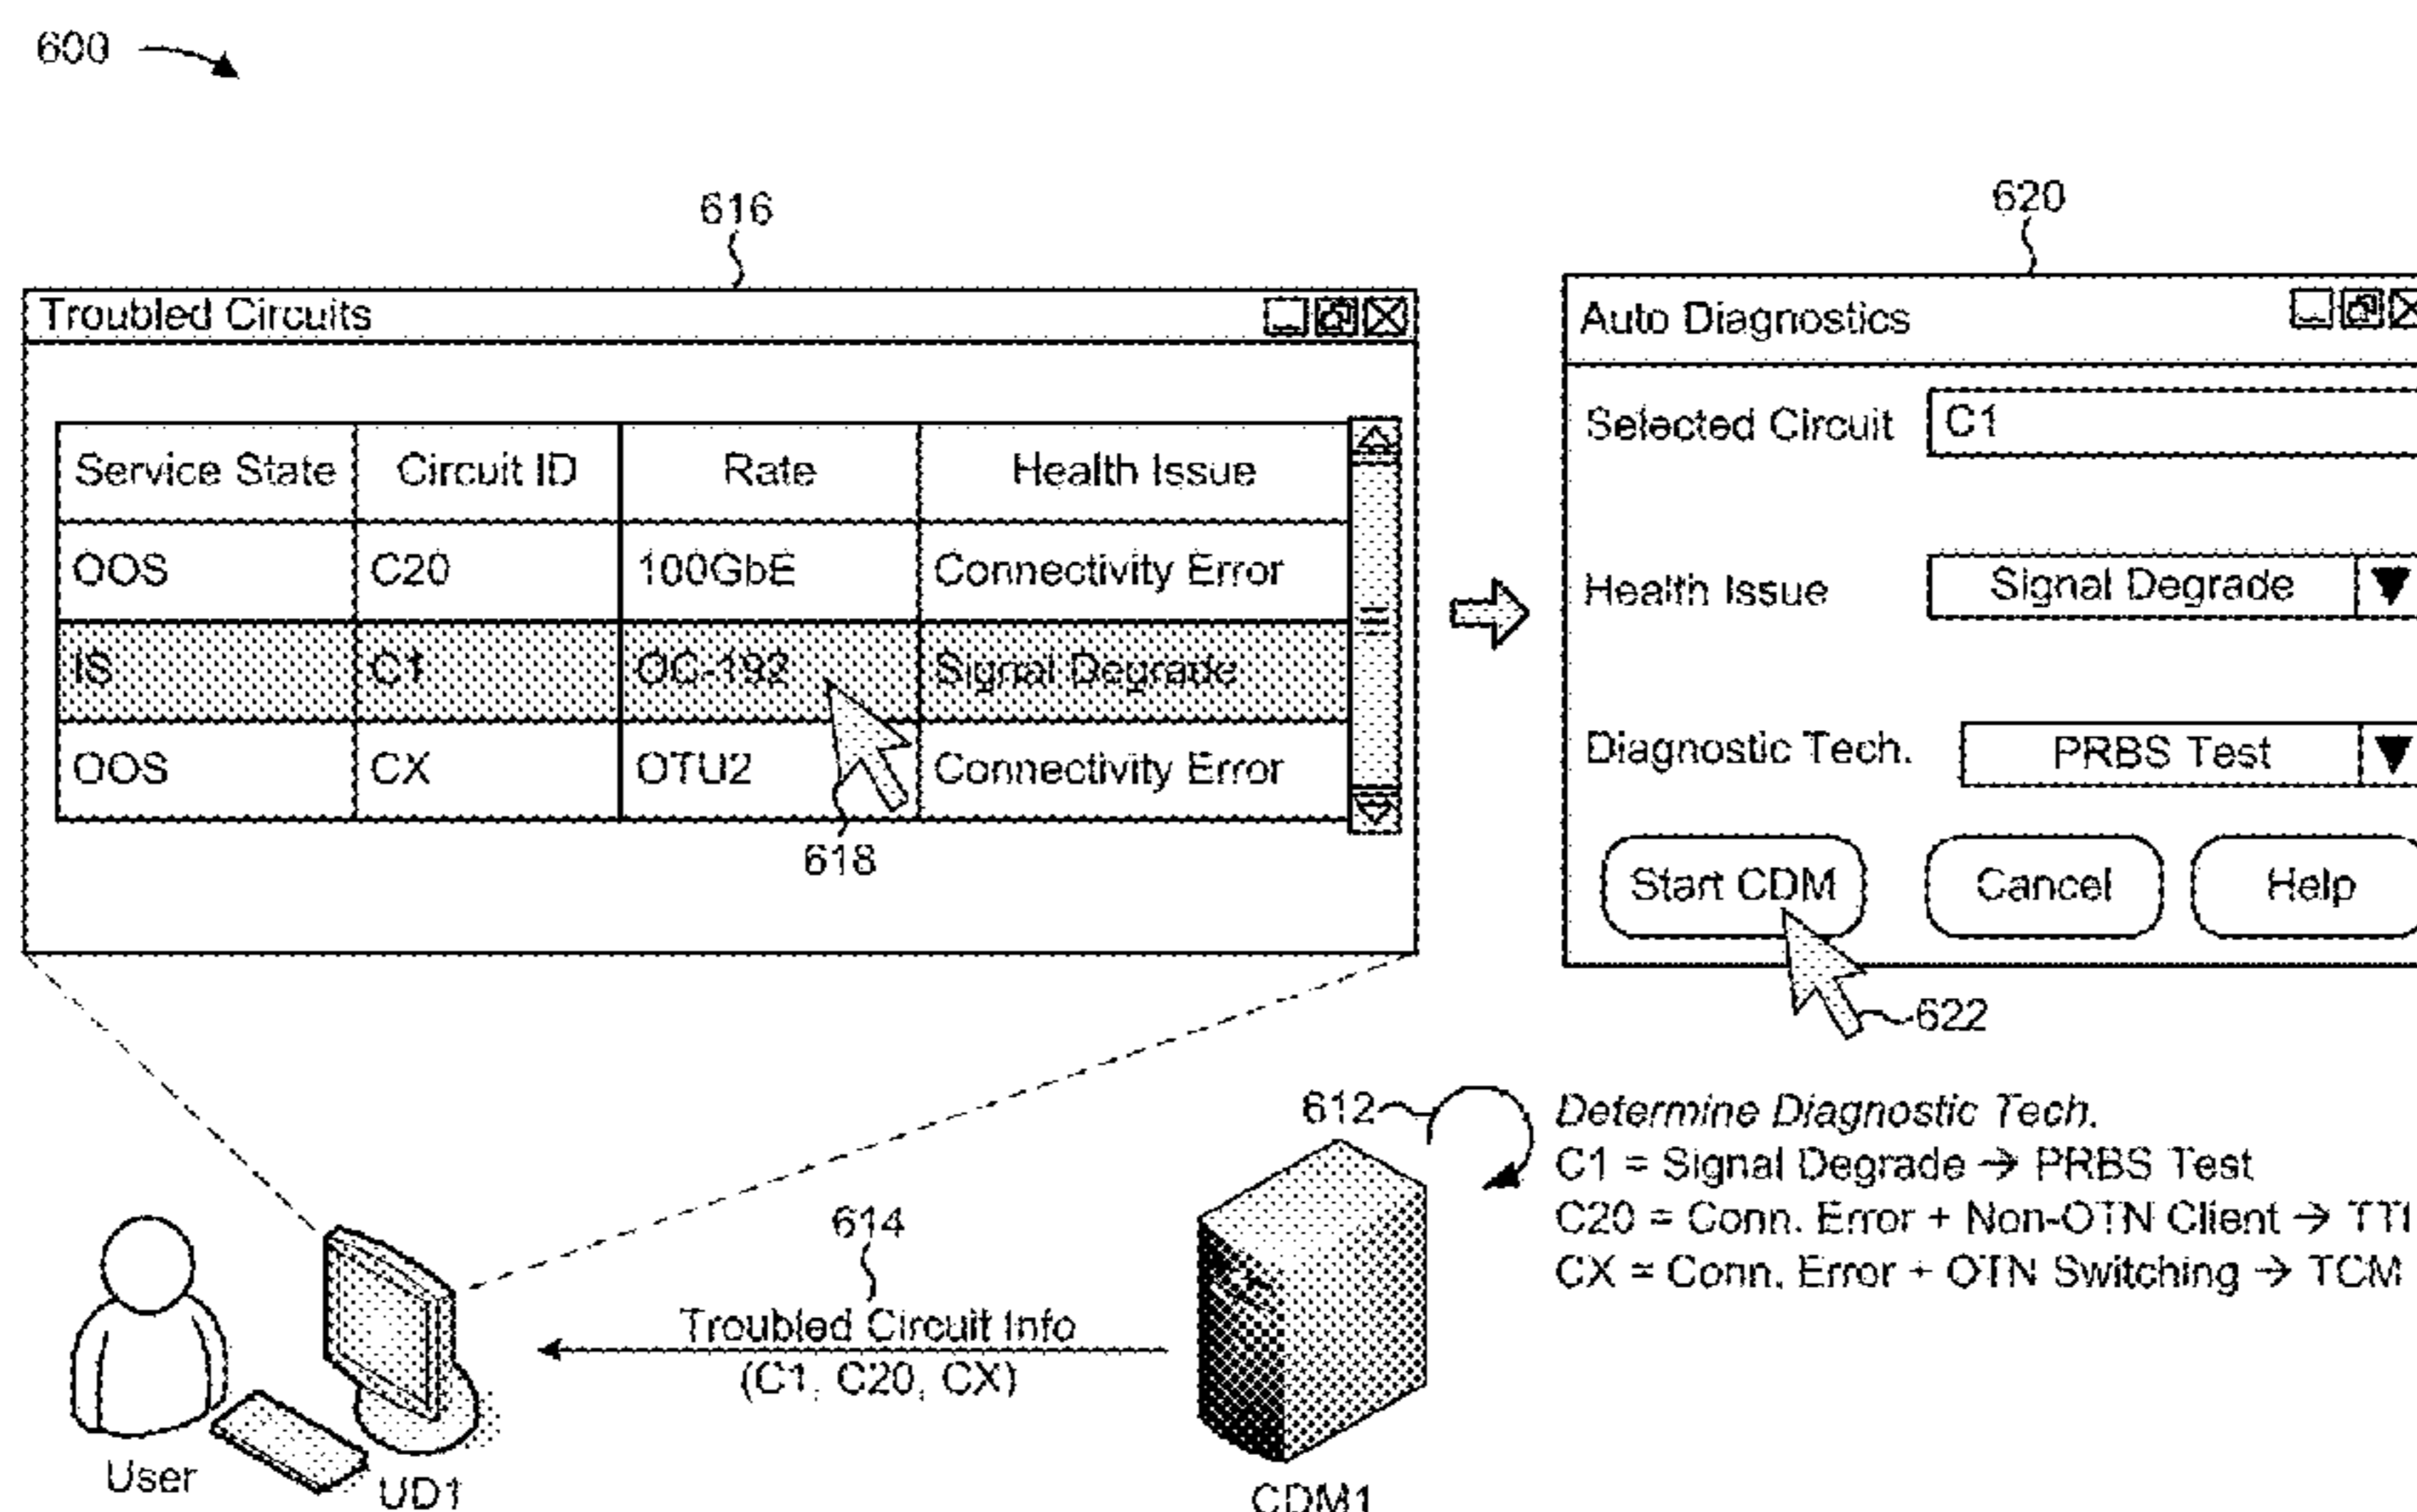 600
616
620
Troubled Circuits
Auto Diagnostics
Service State Circuit ID Rate Health Issue
OOS C20 100GbE Connectivity Error
IS C1 OC-192 Signal Degrade
OOS CX OTU2 Connectivity Error
618
Selected Circuit C1
Health Issue Signal Degrade
Diagnostic Tech. PRBS Test
Start CDM Cancel Help
622
612
Determine Diagnostic Tech.
C1 = Signal Degrade → PRBS Test
C20 = Conn. Error + Non-OTN Client → TTI
CX = Conn. Error + OTN Switching → TCM
614
Troubled Circuit Info
(C1, C20, CX)
User
UD1
CDM1